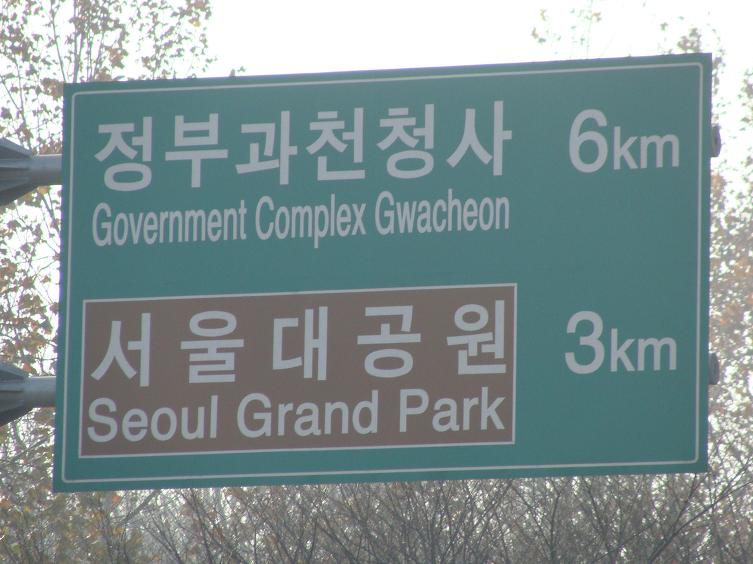 정부과천청사 6km
Government Complex Gwacheon
서울대공원 3km
Seoul Grand Park